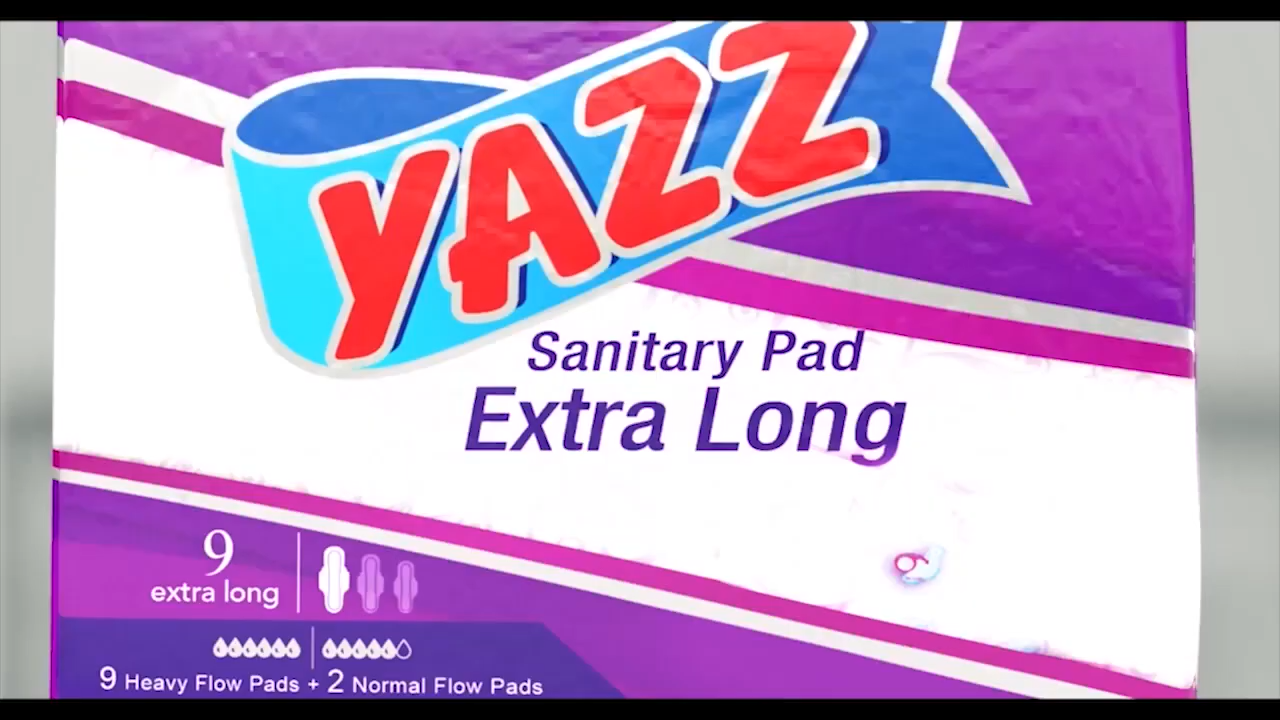 YAZZ
Sanitary Pad
Extra Long
9
extra long
9 Heavy Flow Pads + 2 Normal Flow Pads